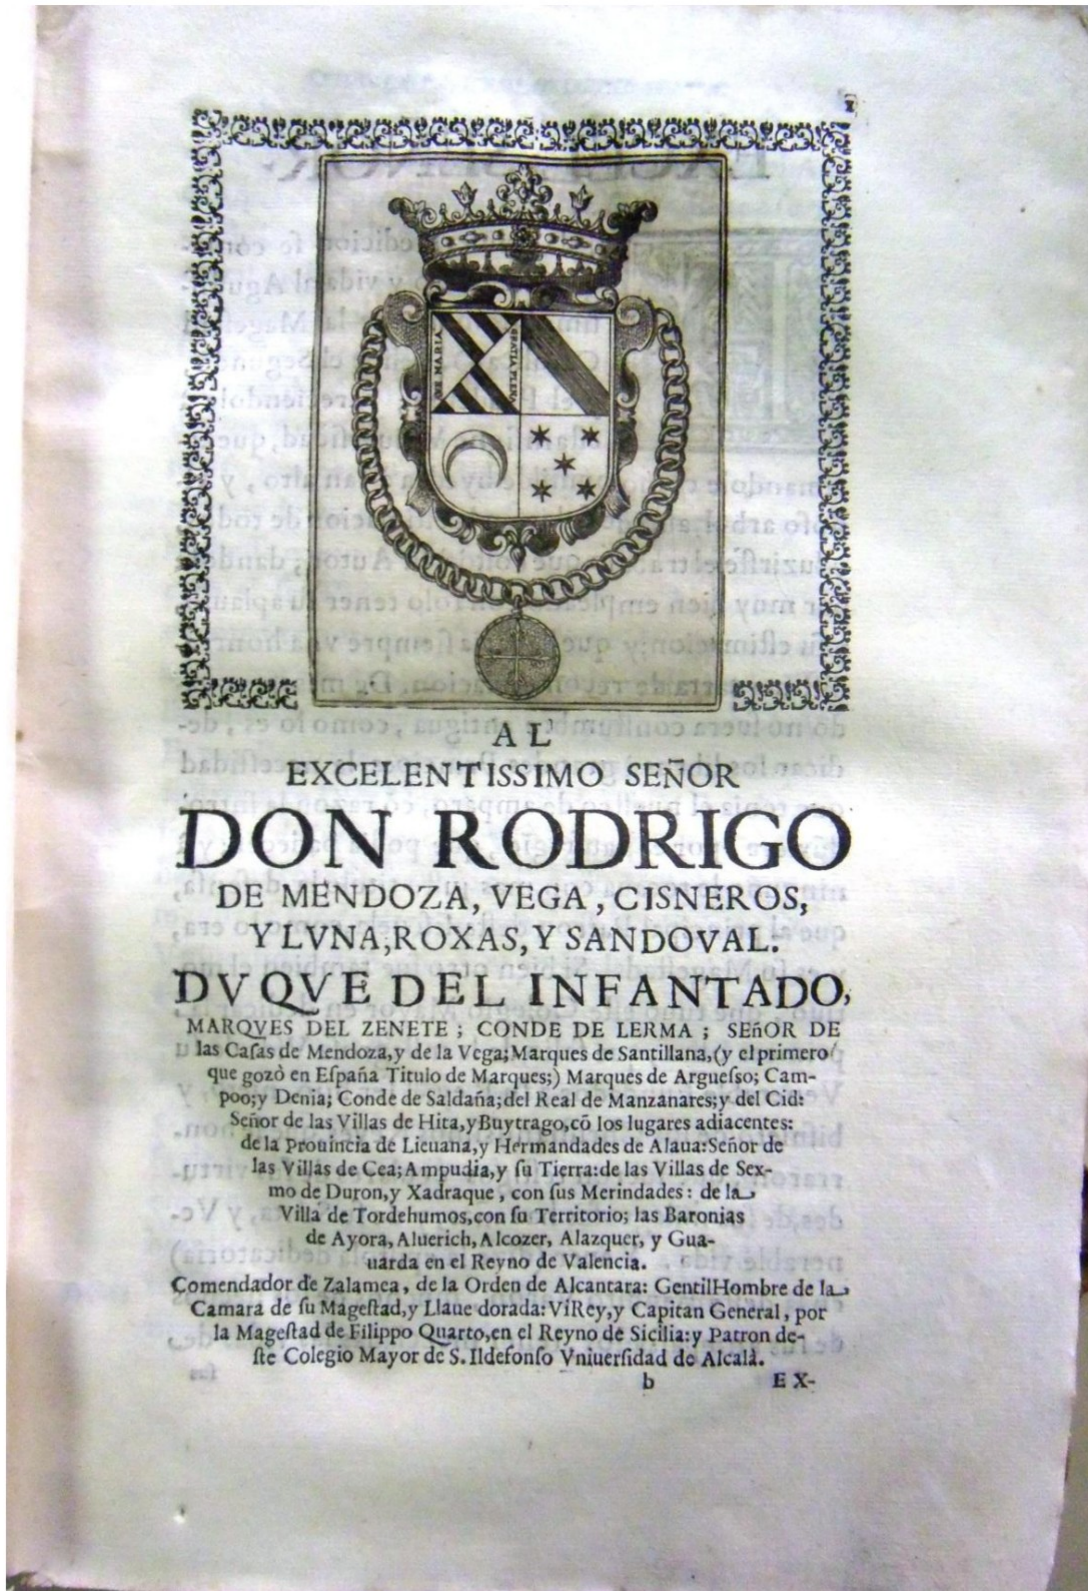 AVE MARIA
GRATIA PLENA
AL
EXCELENTISSIMO SEÑOR
DON RODRIGO
DE MENDOZA, VEGA, CISNEROS,
Y LVNA, ROXAS, Y SANDOVAL:
DVQVE DEL INFANTADO,
MARQVES DEL ZENETE; CONDE DE LERMA; SEñOR DE
las Caſas de Mendoza, y de la Vega; Marques de Santillana, (y el primero
que gozò en Eſpaña Titulo de Marques;) Marques de Argueſso; Cam-
poo; y Denia; Conde de Saldaña; del Real de Manzanares; y del Cid:
Señor de las Villas de Hita, y Buytrago, cõ los lugares adiacentes:
de la Prouincia de Lieuana, y Hermandades de Alaua: Señor de
las Villas de Cea; Ampudia, y ſu Tierra: de las Villas de Sex-
mo de Duron, y Xadraque, con ſus Merindades: de la
Villa de Tordehumos, con ſu Territorio; las Baronias
de Ayora, Aluerich, Alcozer, Alazquer, y Gua-
uarda en el Reyno de Valencia.
Comendador de Zalamea, de la Orden de Alcantara: GentilHombre de la
Camara de ſu Mageſtad, y Llaue dorada: ViRey, y Capitan General, por
la Mageſtad de Filippo Quarto, en el Reyno de Sicilia: y Patron de-
ſte Colegio Mayor de S. Ildefonſo Vniuerſidad de Alcalà.
b EX-